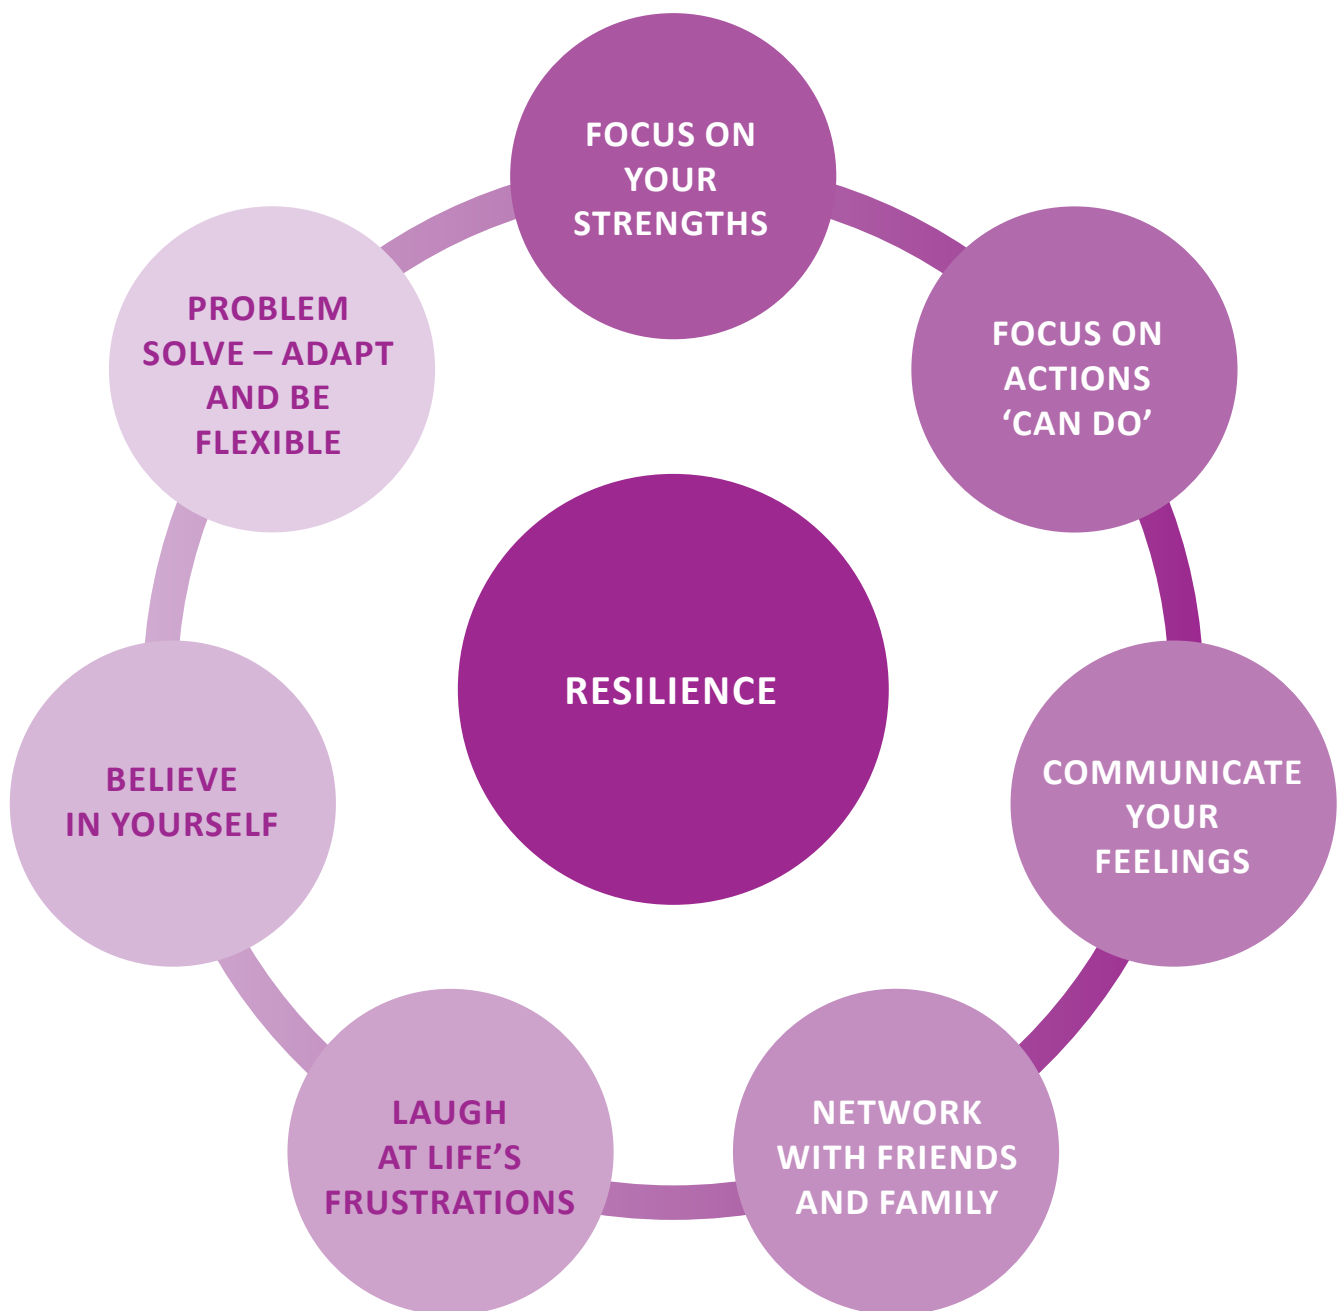 FOCUS ON
YOUR
STRENGTHS
FOCUS ON
ACTIONS
‘CAN DO’
COMMUNICATE
YOUR
FEELINGS
NETWORK
WITH FRIENDS
AND FAMILY
LAUGH
AT LIFE’S
FRUSTRATIONS
BELIEVE
IN YOURSELF
PROBLEM
SOLVE – ADAPT
AND BE
FLEXIBLE
RESILIENCE